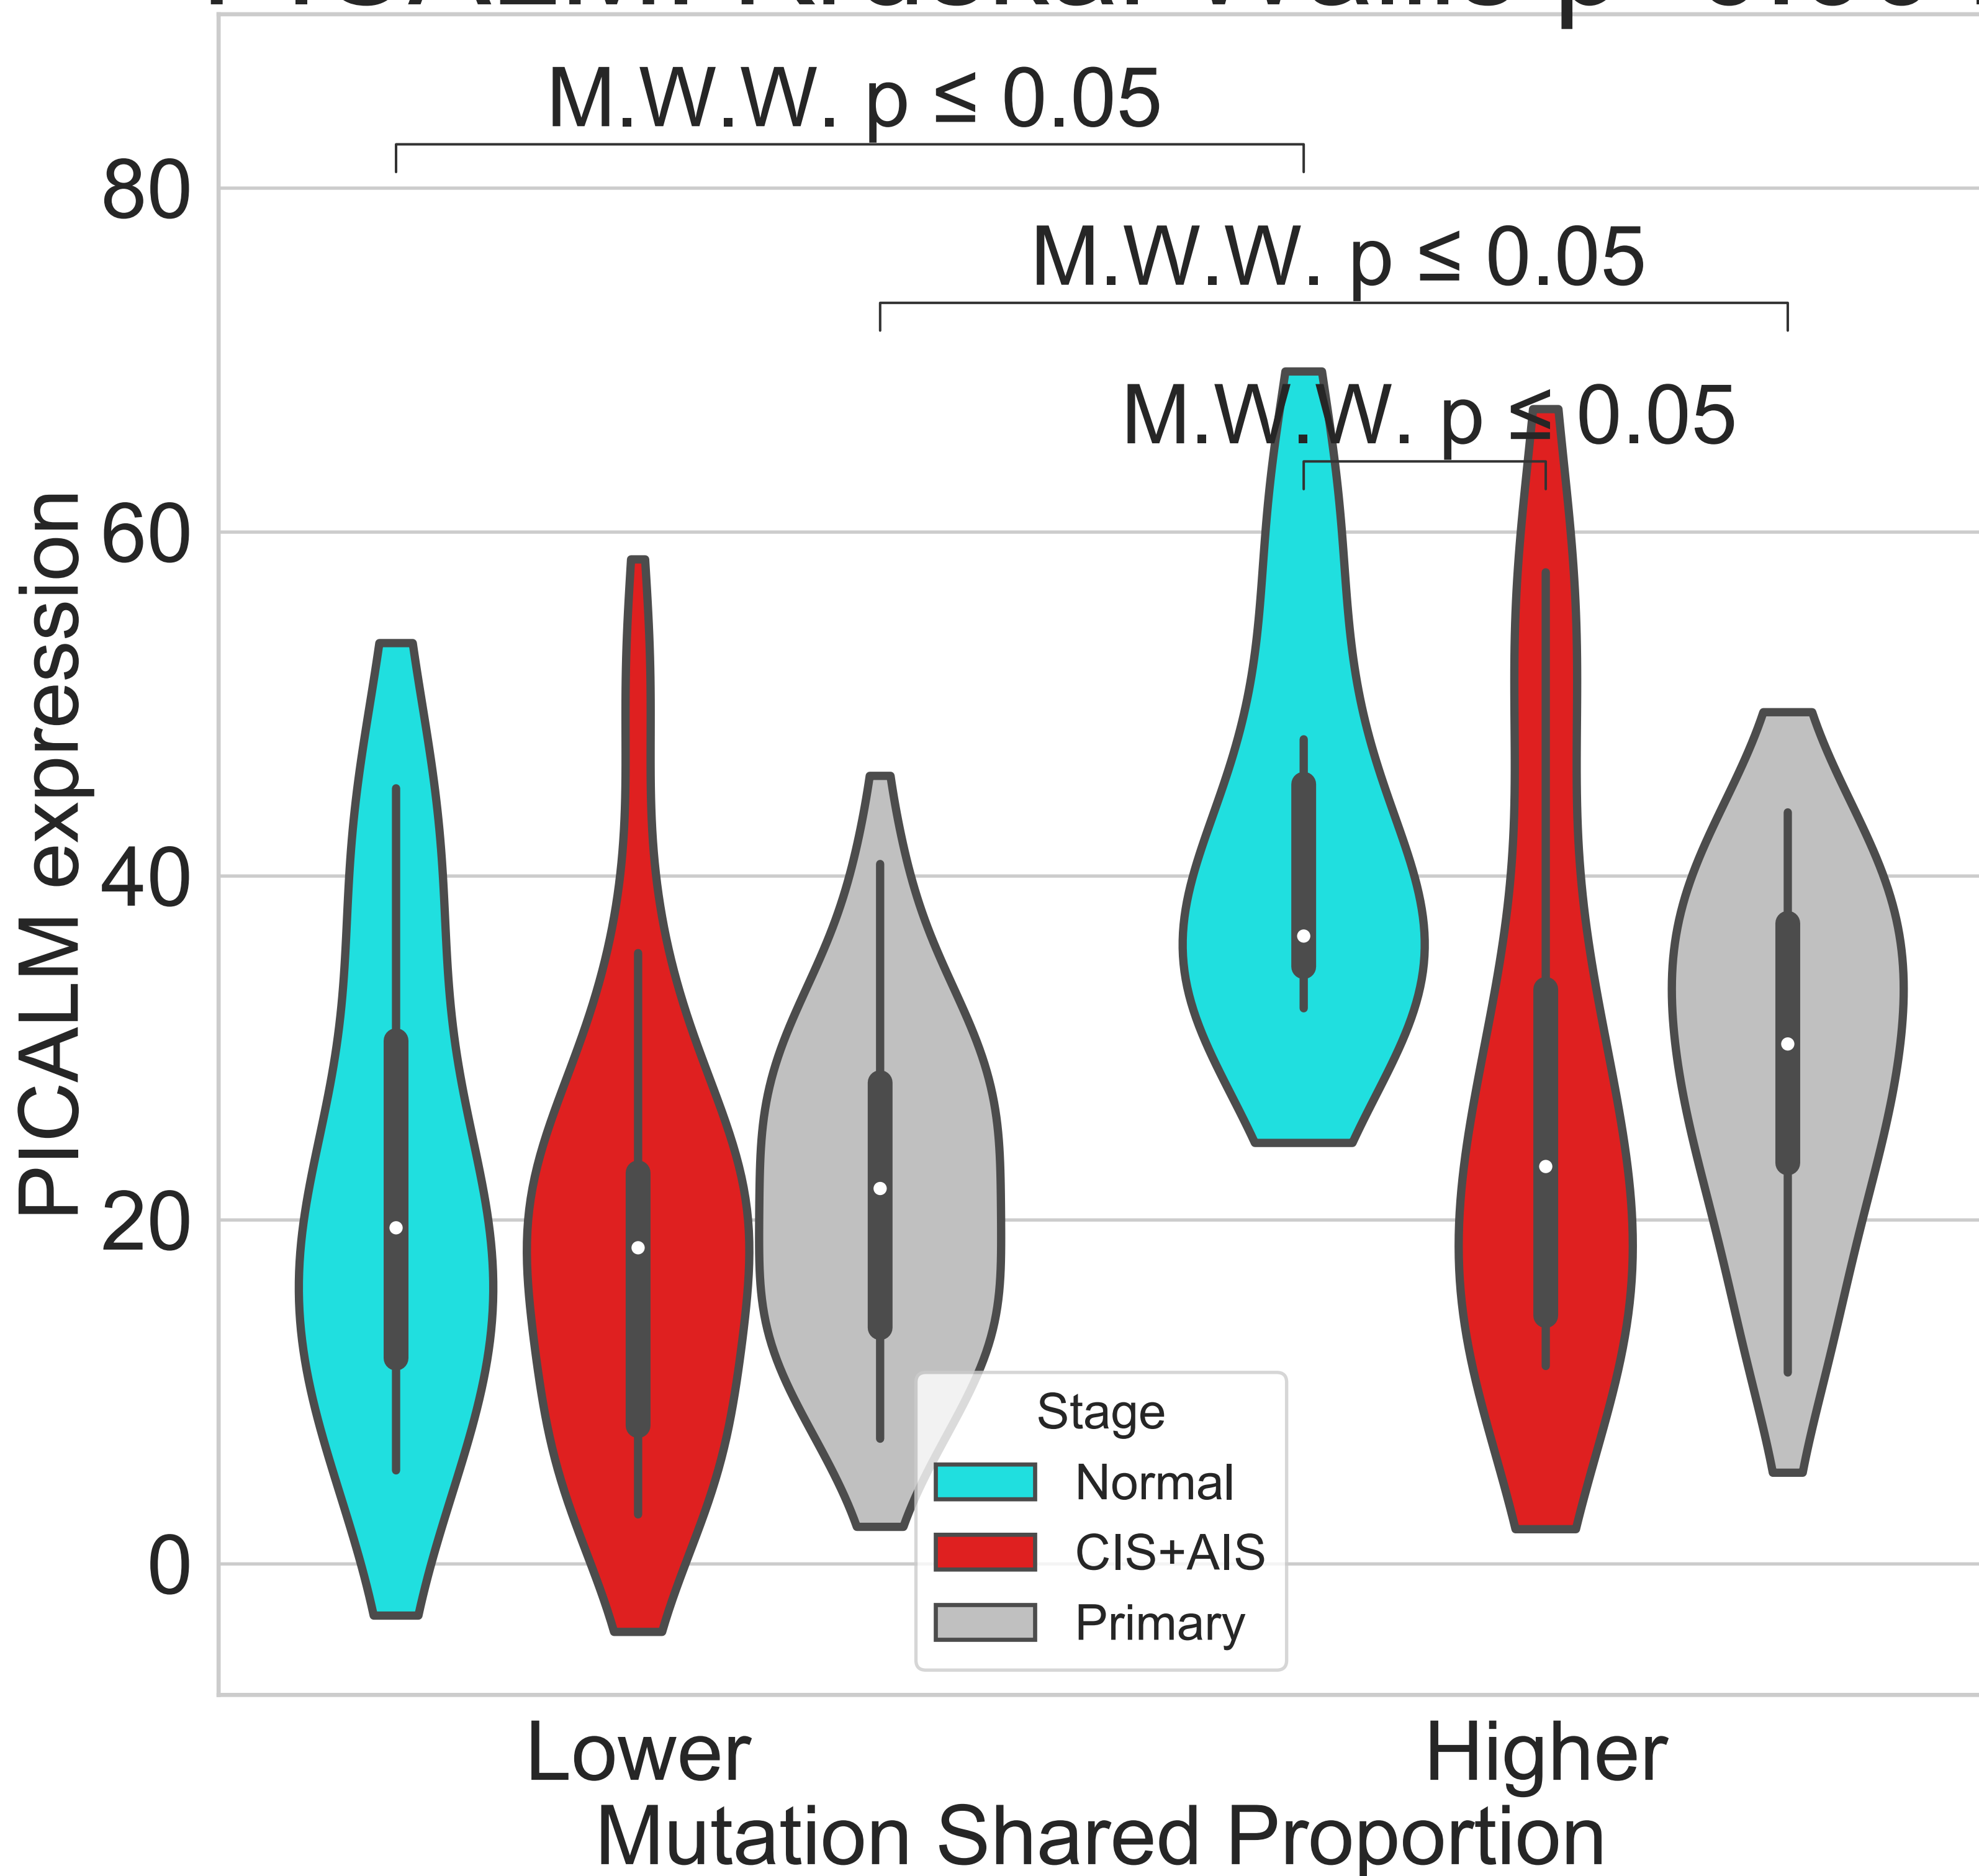 M.W.W. p ≤ 0.05
80
M.W.W. p ≤ 0.05
M.W.W. p ≤ 0.05
60
PICALM expression
40
20
Stage
Normal
CIS+AIS
Primary
0
Lower
Higher
Mutation Shared Proportion